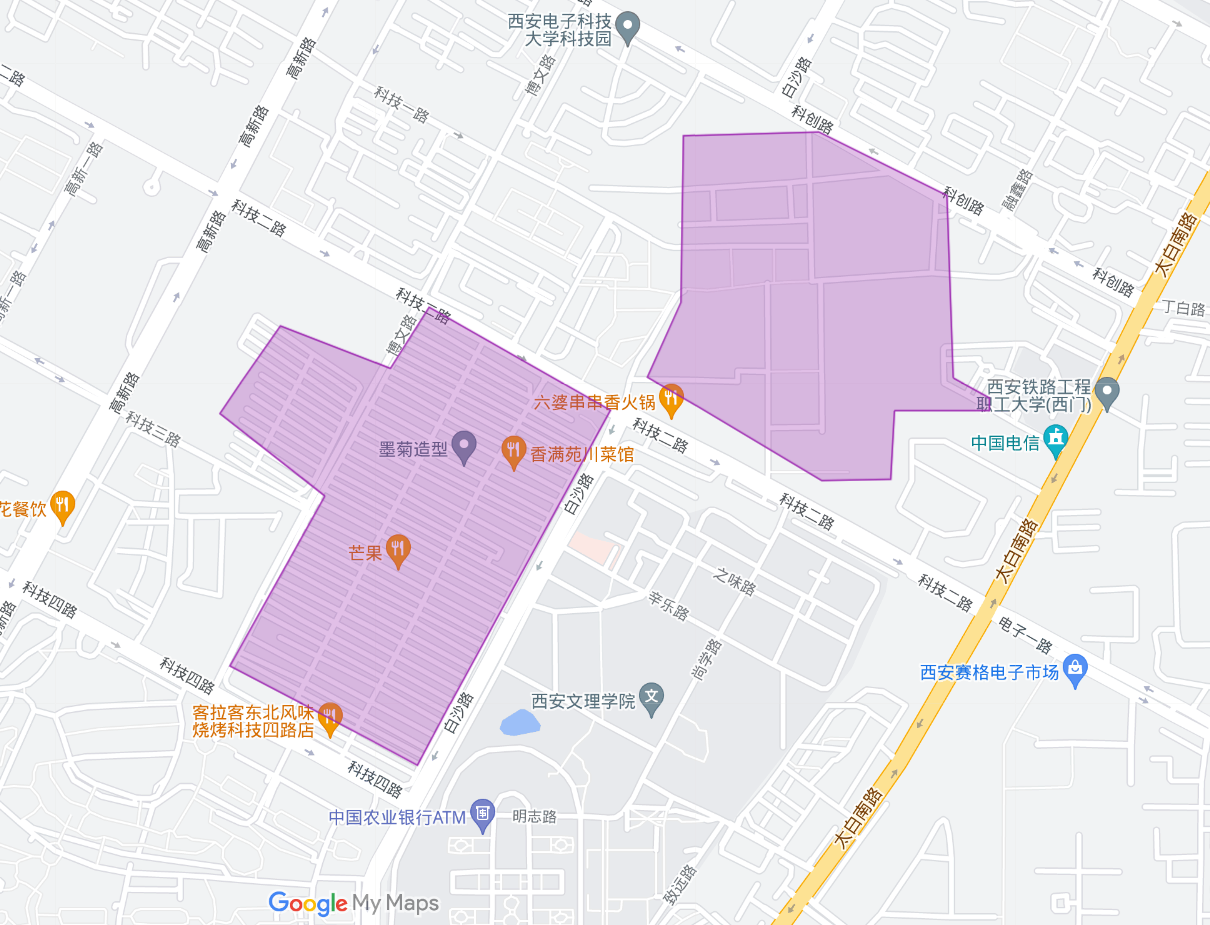 西安电子科技
大学科技园
白沙路
高新路
二路
博文路
科技一路
科创路
高新路
高新一路
融鑫路
科创路
科技二路
高新路
太白南路
科创路
高新一路
科技二路
丁白路
博文路
高新路
西安铁路工程
职工大学(西门)
六婆串串香火锅
科技三路
科技二路
中国电信
墨菊造型
香满苑川菜馆
白沙路
花餐饮
科技二路
芒果
太白南路
之味路
科技二路
科技四路
辛乐路
高新路
电子一路
尚学路
西安赛格电子市场
科技四路
西安文理学院
白沙路
客拉客东北风味
烧烤科技四路店
科技四路
中国农业银行ATM
明志路
太白南路
致远路
Google My Maps